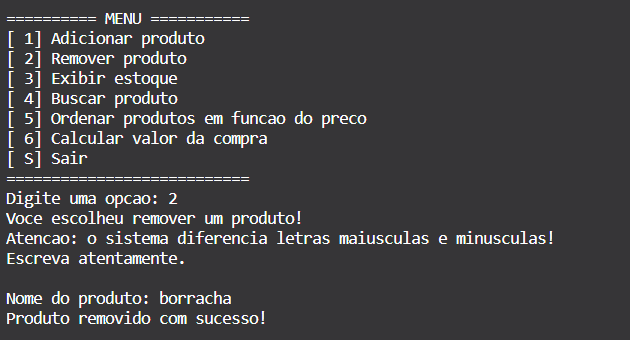 ========== MENU ===========
[ 1] Adicionar produto
[ 2] Remover produto
[ 3] Exibir estoque
[ 4] Buscar produto
[ 5] Ordenar produtos em funcao do preco
[ 6] Calcular valor da compra
[ S] Sair
===========================
Digite uma opcao: 2
Voce escolheu remover um produto!
Atencao: o sistema diferencia letras maiusculas e minusculas!
Escreva atentamente.
Nome do produto: borracha
Produto removido com sucesso!